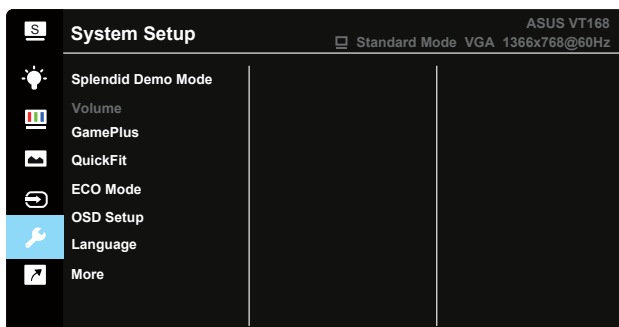 S
System Setup
ASUS VT168
Standard Mode VGA 1366x768@60Hz
Splendid Demo Mode
Volume
GamePlus
QuickFit
ECO Mode
OSD Setup
Language
More